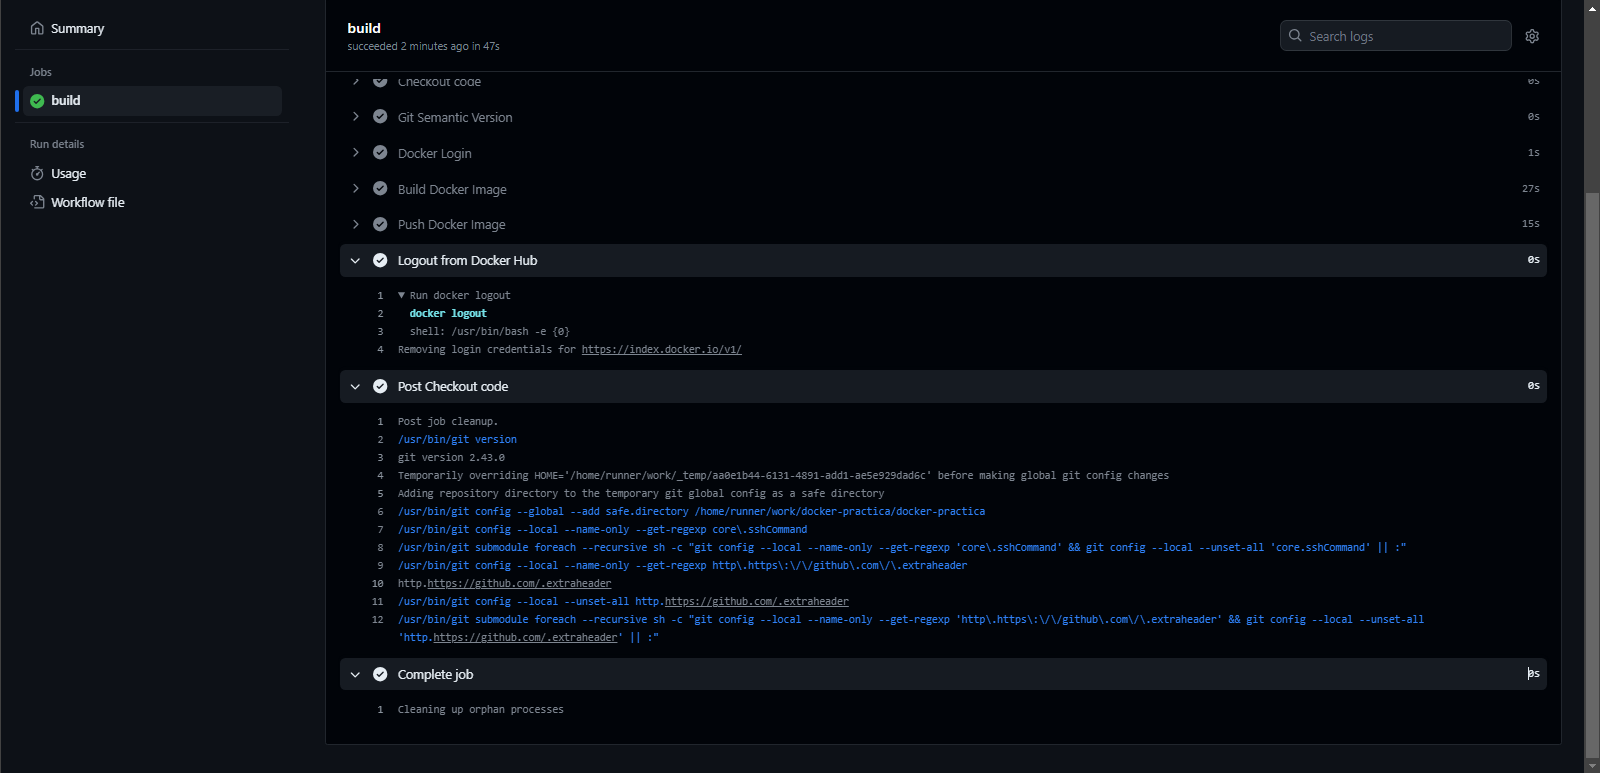 Summary
Jobs
build
Run details
Usage
Workflow file
build
succeeded 2 minutes ago in 47s
Search logs
Checkout code 0s
Git Semantic Version 0s
Docker Login 1s
Build Docker Image 27s
Push Docker Image 15s
Logout from Docker Hub 0s
1 ▼ Run docker logout
2 docker logout
3 shell: /usr/bin/bash -e {0}
4 Removing login credentials for https://index.docker.io/v1/
Post Checkout code 0s
1 Post job cleanup.
2 /usr/bin/git version
3 git version 2.43.0
4 Temporarily overriding HOME='/home/runner/work/_temp/aa0e1b44-6131-4891-add1-ae5e929dad6c' before making global git config changes
5 Adding repository directory to the temporary git global config as a safe directory
6 /usr/bin/git config --global --add safe.directory /home/runner/work/docker-practica/docker-practica
7 /usr/bin/git config --local --name-only --get-regexp core\.sshCommand
8 /usr/bin/git submodule foreach --recursive sh -c "git config --local --name-only --get-regexp 'core\.sshCommand' && git config --local --unset-all 'core.sshCommand' || :"
9 /usr/bin/git config --local --name-only --get-regexp http\.https\:\/\/github\.com\/\.extraheader
10 http.https://github.com/.extraheader
11 /usr/bin/git config --local --unset-all http.https://github.com/.extraheader
12 /usr/bin/git submodule foreach --recursive sh -c "git config --local --name-only --get-regexp 'http\.https\:\/\/github\.com\/\.extraheader' && git config --local --unset-all
'http.https://github.com/.extraheader' || :"
Complete job 0s
1 Cleaning up orphan processes